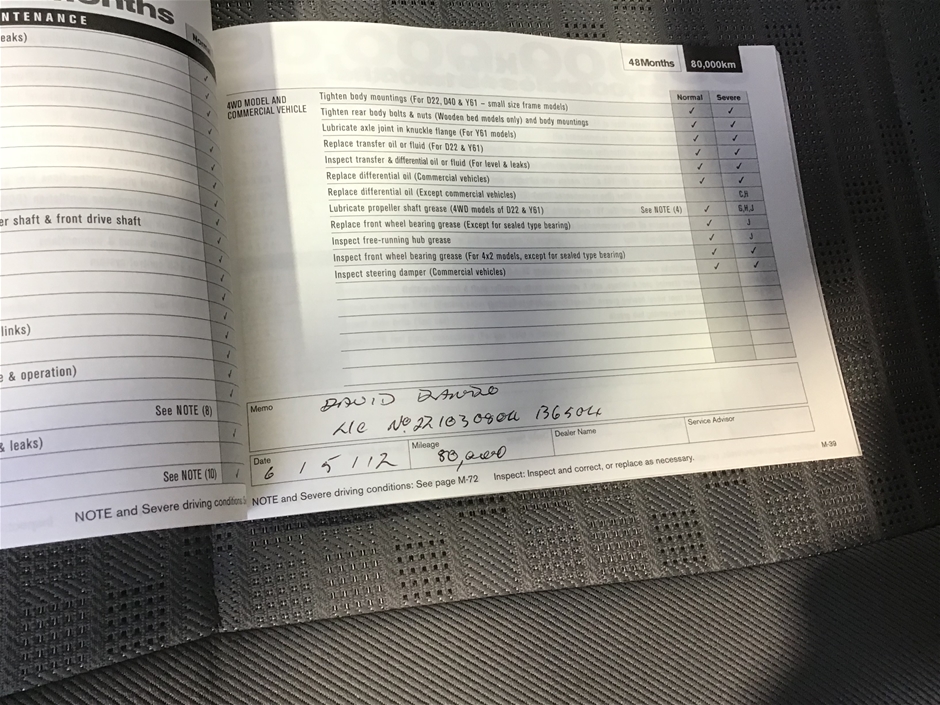 NTENANCE
eaks)
er shaft & front drive shaft
links)
e & operation)
See NOTE (8)
& leaks)
See NOTE (10)
NOTE and Severe driving conditions:
48Months 80,000km
4WD MODEL AND COMMERCIAL VEHICLE
Normal Severe
Tighten body mountings (For D22, D40 & Y61 – small size frame models) ✓ ✓
Tighten rear body bolts & nuts (Wooden bed models only) and body mountings ✓ ✓
Lubricate axle joint in knuckle flange (For Y61 models) ✓ ✓
Replace transfer oil or fluid (For D22 & Y61) ✓ ✓
Inspect transfer & differential oil or fluid (For level & leaks) ✓ ✓
Replace differential oil (Commercial vehicles) ✓ ✓
Replace differential oil (Except commercial vehicles) C,H
Lubricate propeller shaft grease (4WD models of D22 & Y61) See NOTE (4) ✓ G,H,J
Replace front wheel bearing grease (Except for sealed type bearing) ✓ J
Inspect free-running hub grease ✓ J
Inspect front wheel bearing grease (For 4x2 models, except for sealed type bearing) ✓ ✓
Inspect steering damper (Commercial vehicles) ✓ ✓
Memo DAVID
Lic No
Date 6 / 5 / 12 Mileage 80,000 Dealer Name Service Advisor
NOTE and Severe driving conditions: See page M-72 Inspect: Inspect and correct, or replace as necessary.
M-39